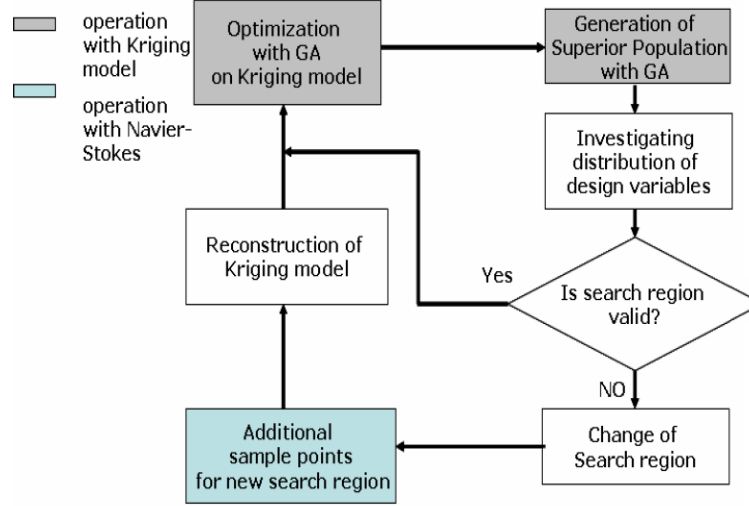 operation
with Kriging
model
operation
with Navier-
Stokes
Optimization
with GA
on Kriging model
Generation of
Superior Population
with GA
Investigating
distribution of
design variables
Is search region
valid?
Yes
NO
Reconstruction of
Kriging model
Change of
Search region
Additional
sample points
for new search region